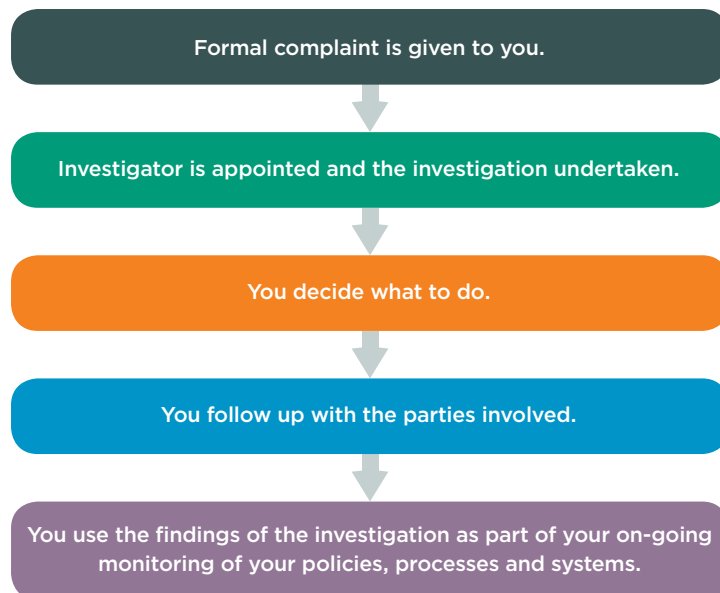 Formal complaint is given to you.
Investigator is appointed and the investigation undertaken.
You decide what to do.
You follow up with the parties involved.
You use the findings of the investigation as part of your on-going
monitoring of your policies, processes and systems.